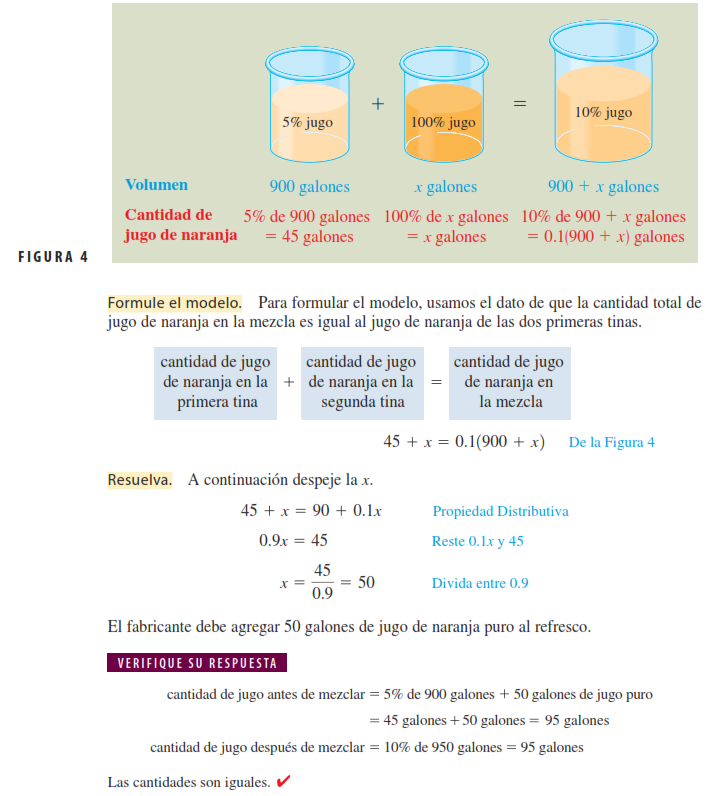 5% jugo + 100% jugo = 10% jugo
Volumen 900 galones x galones 900 + x galones
Cantidad de 5% de 900 galones 100% de x galones 10% de 900 + x galones
jugo de naranja = 45 galones = x galones = 0.1(900 + x) galones
FIGURA 4
Formule el modelo. Para formular el modelo, usamos el dato de que la cantidad total de
jugo de naranja en la mezcla es igual al jugo de naranja de las dos primeras tinas.
cantidad de jugo cantidad de jugo cantidad de jugo
de naranja en la + de naranja en la = de naranja en
primera tina segunda tina la mezcla
45 + x = 0.1(900 + x) De la Figura 4
Resuelva. A continuación despeje la x.
45 + x = 90 + 0.1x Propiedad Distributiva
0.9x = 45 Reste 0.1x y 45
x = 45/0.9 = 50 Divida entre 0.9
El fabricante debe agregar 50 galones de jugo de naranja puro al refresco.
VERIFIQUE SU RESPUESTA
cantidad de jugo antes de mezclar = 5% de 900 galones + 50 galones de jugo puro
= 45 galones + 50 galones = 95 galones
cantidad de jugo después de mezclar = 10% de 950 galones = 95 galones
Las cantidades son iguales. ✔